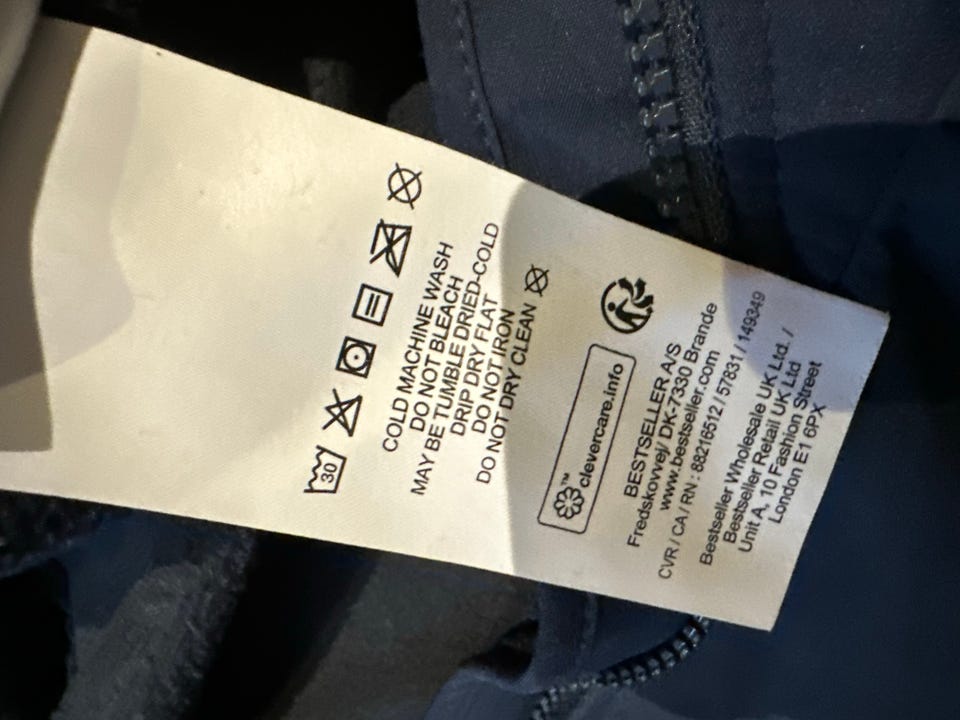 30
COLD MACHINE WASH
DO NOT BLEACH
MAY BE TUMBLE DRIED-COLD
DRIP DRY FLAT
DO NOT IRON
DO NOT DRY CLEAN
clevercare.info™
BESTSELLER A/S
Fredskovvej/ DK-7330 Brande
www.bestseller.com
CVR / CA / RN : 88216512 / 57831 / 149349
Bestseller Wholesale UK Ltd. /
Bestseller Retail UK Ltd
Unit A, 10 Fashion Street
London E1 6PX